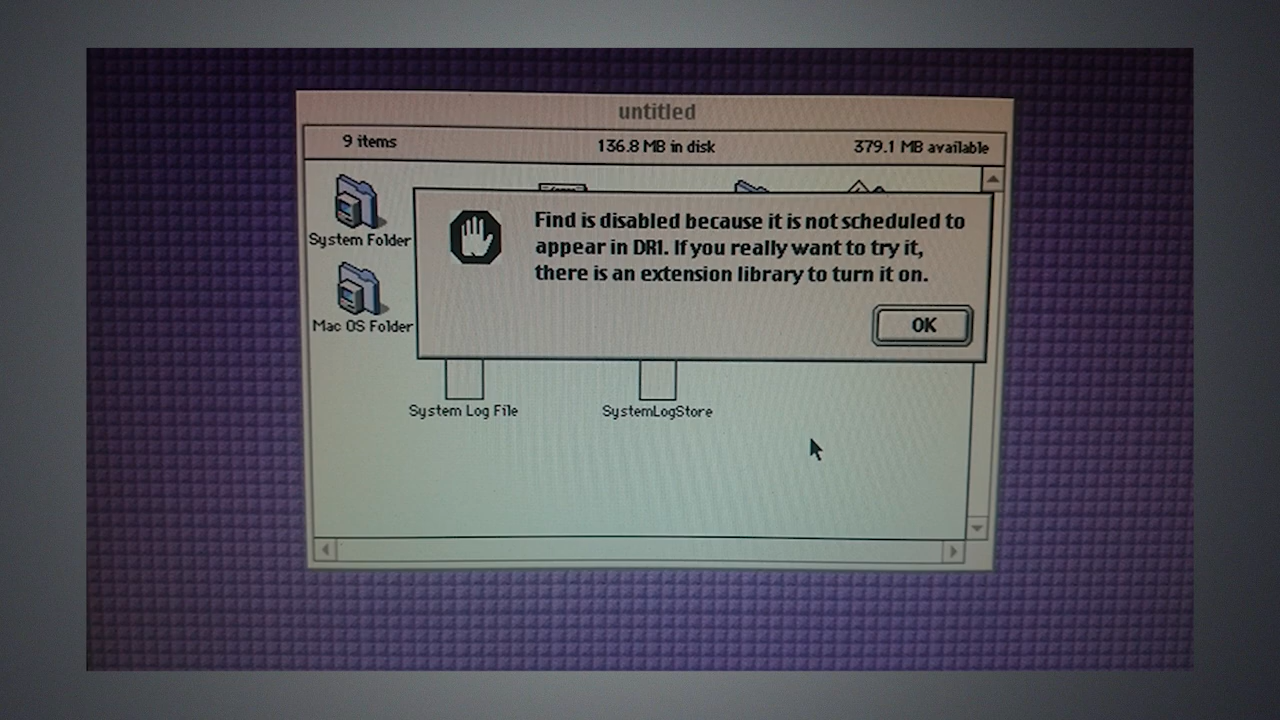 untitled
9 items 136.8 MB in disk 379.1 MB available
System Folder
Find is disabled because it is not scheduled to
appear in DR1. If you really want to try it,
there is an extension library to turn it on.
OK
Mac OS Folder
System Log File SystemLogStore